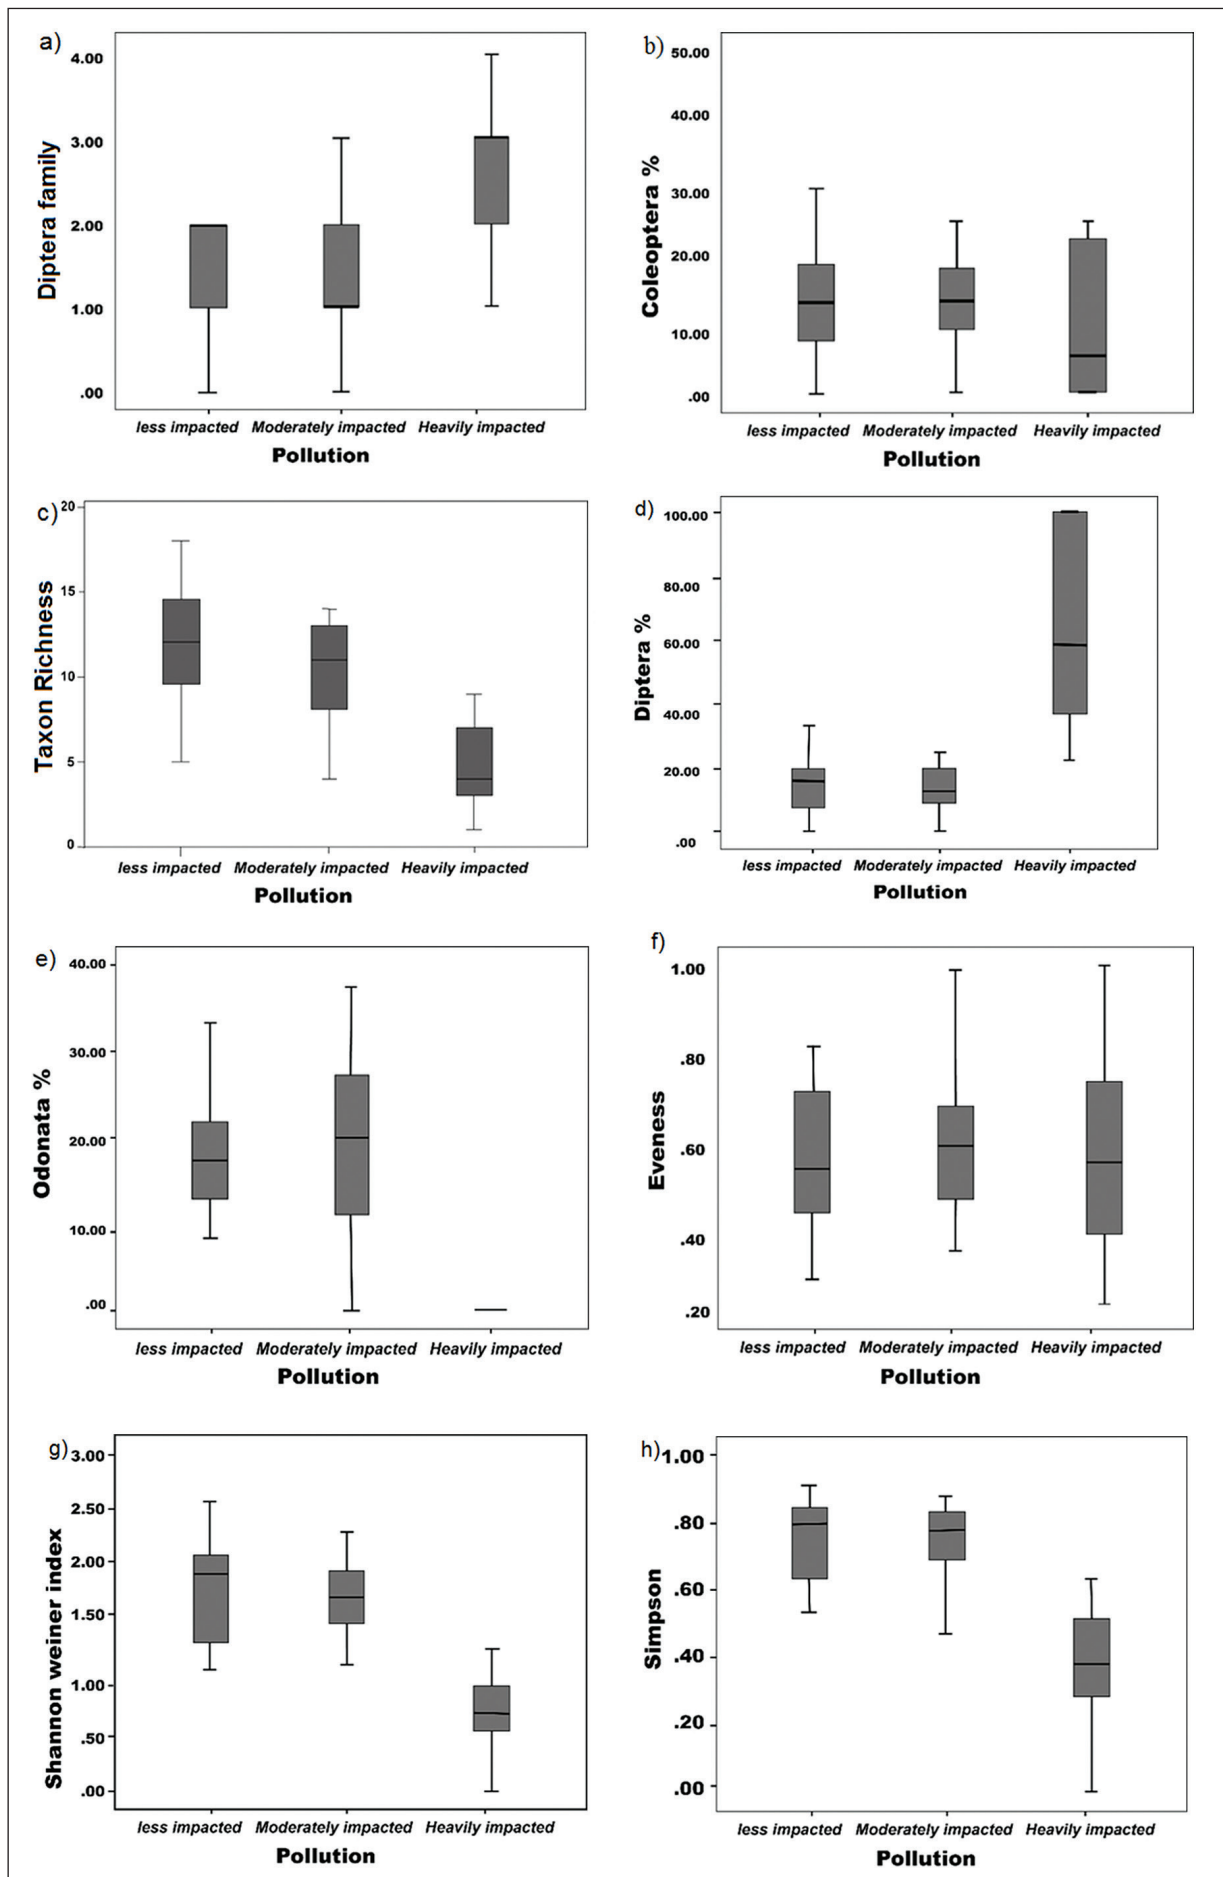 a)
4.00
3.00
2.00
1.00
.00
Diptera family
less impacted Moderately impacted Heavily impacted
Pollution
b)
50.00
40.00
30.00
20.00
10.00
.00
Coleoptera %
less impacted Moderately impacted Heavily impacted
Pollution
c)
20
15
10
5
0
Taxon Richness
less impacted Moderately impacted Heavily impacted
Pollution
d)
100.00
80.00
60.00
40.00
20.00
.00
Diptera %
less impacted Moderately impacted Heavily impacted
Pollution
e)
40.00
30.00
20.00
10.00
.00
Odonata %
less impacted Moderately impacted Heavily impacted
Pollution
f)
1.00
.80
.60
.40
.20
Eveness
less impacted Moderately impacted Heavily impacted
Pollution
g)
3.00
2.50
2.00
1.50
1.00
.50
.00
Shannon weiner index
less impacted Moderately impacted Heavily impacted
Pollution
h)
1.00
.80
.60
.40
.20
.00
Simpson
less impacted Moderately impacted Heavily impacted
Pollution